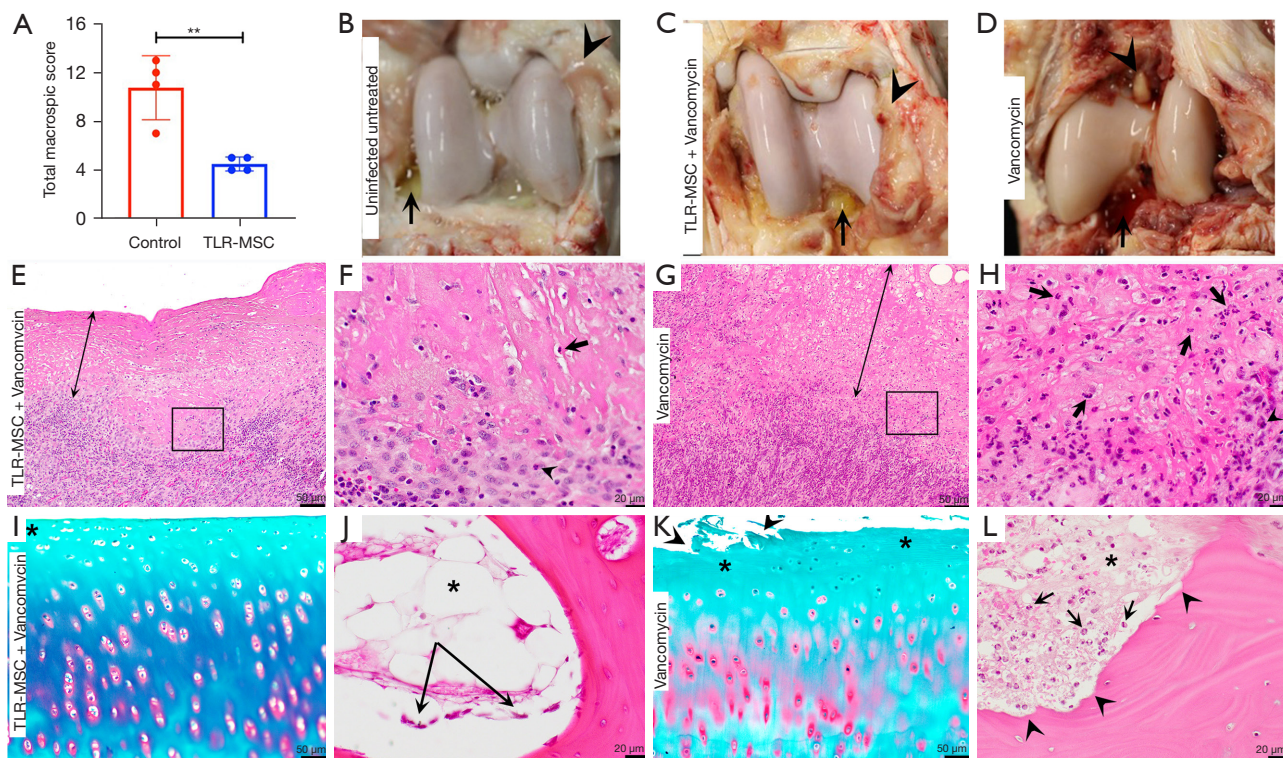 A
Total macrospic score
16
12
8
4
0
**
Control
TLR-MSC
B
Uninfected untreated
C
TLR-MSC + Vancomycin
D
Vancomycin
E
TLR-MSC + Vancomycin
50 µm
F
20 µm
G
Vancomycin
50 µm
H
20 µm
I
TLR-MSC + Vancomycin
*
50 µm
J
*
20 µm
K
Vancomycin
*
*
50 µm
L
*
20 µm